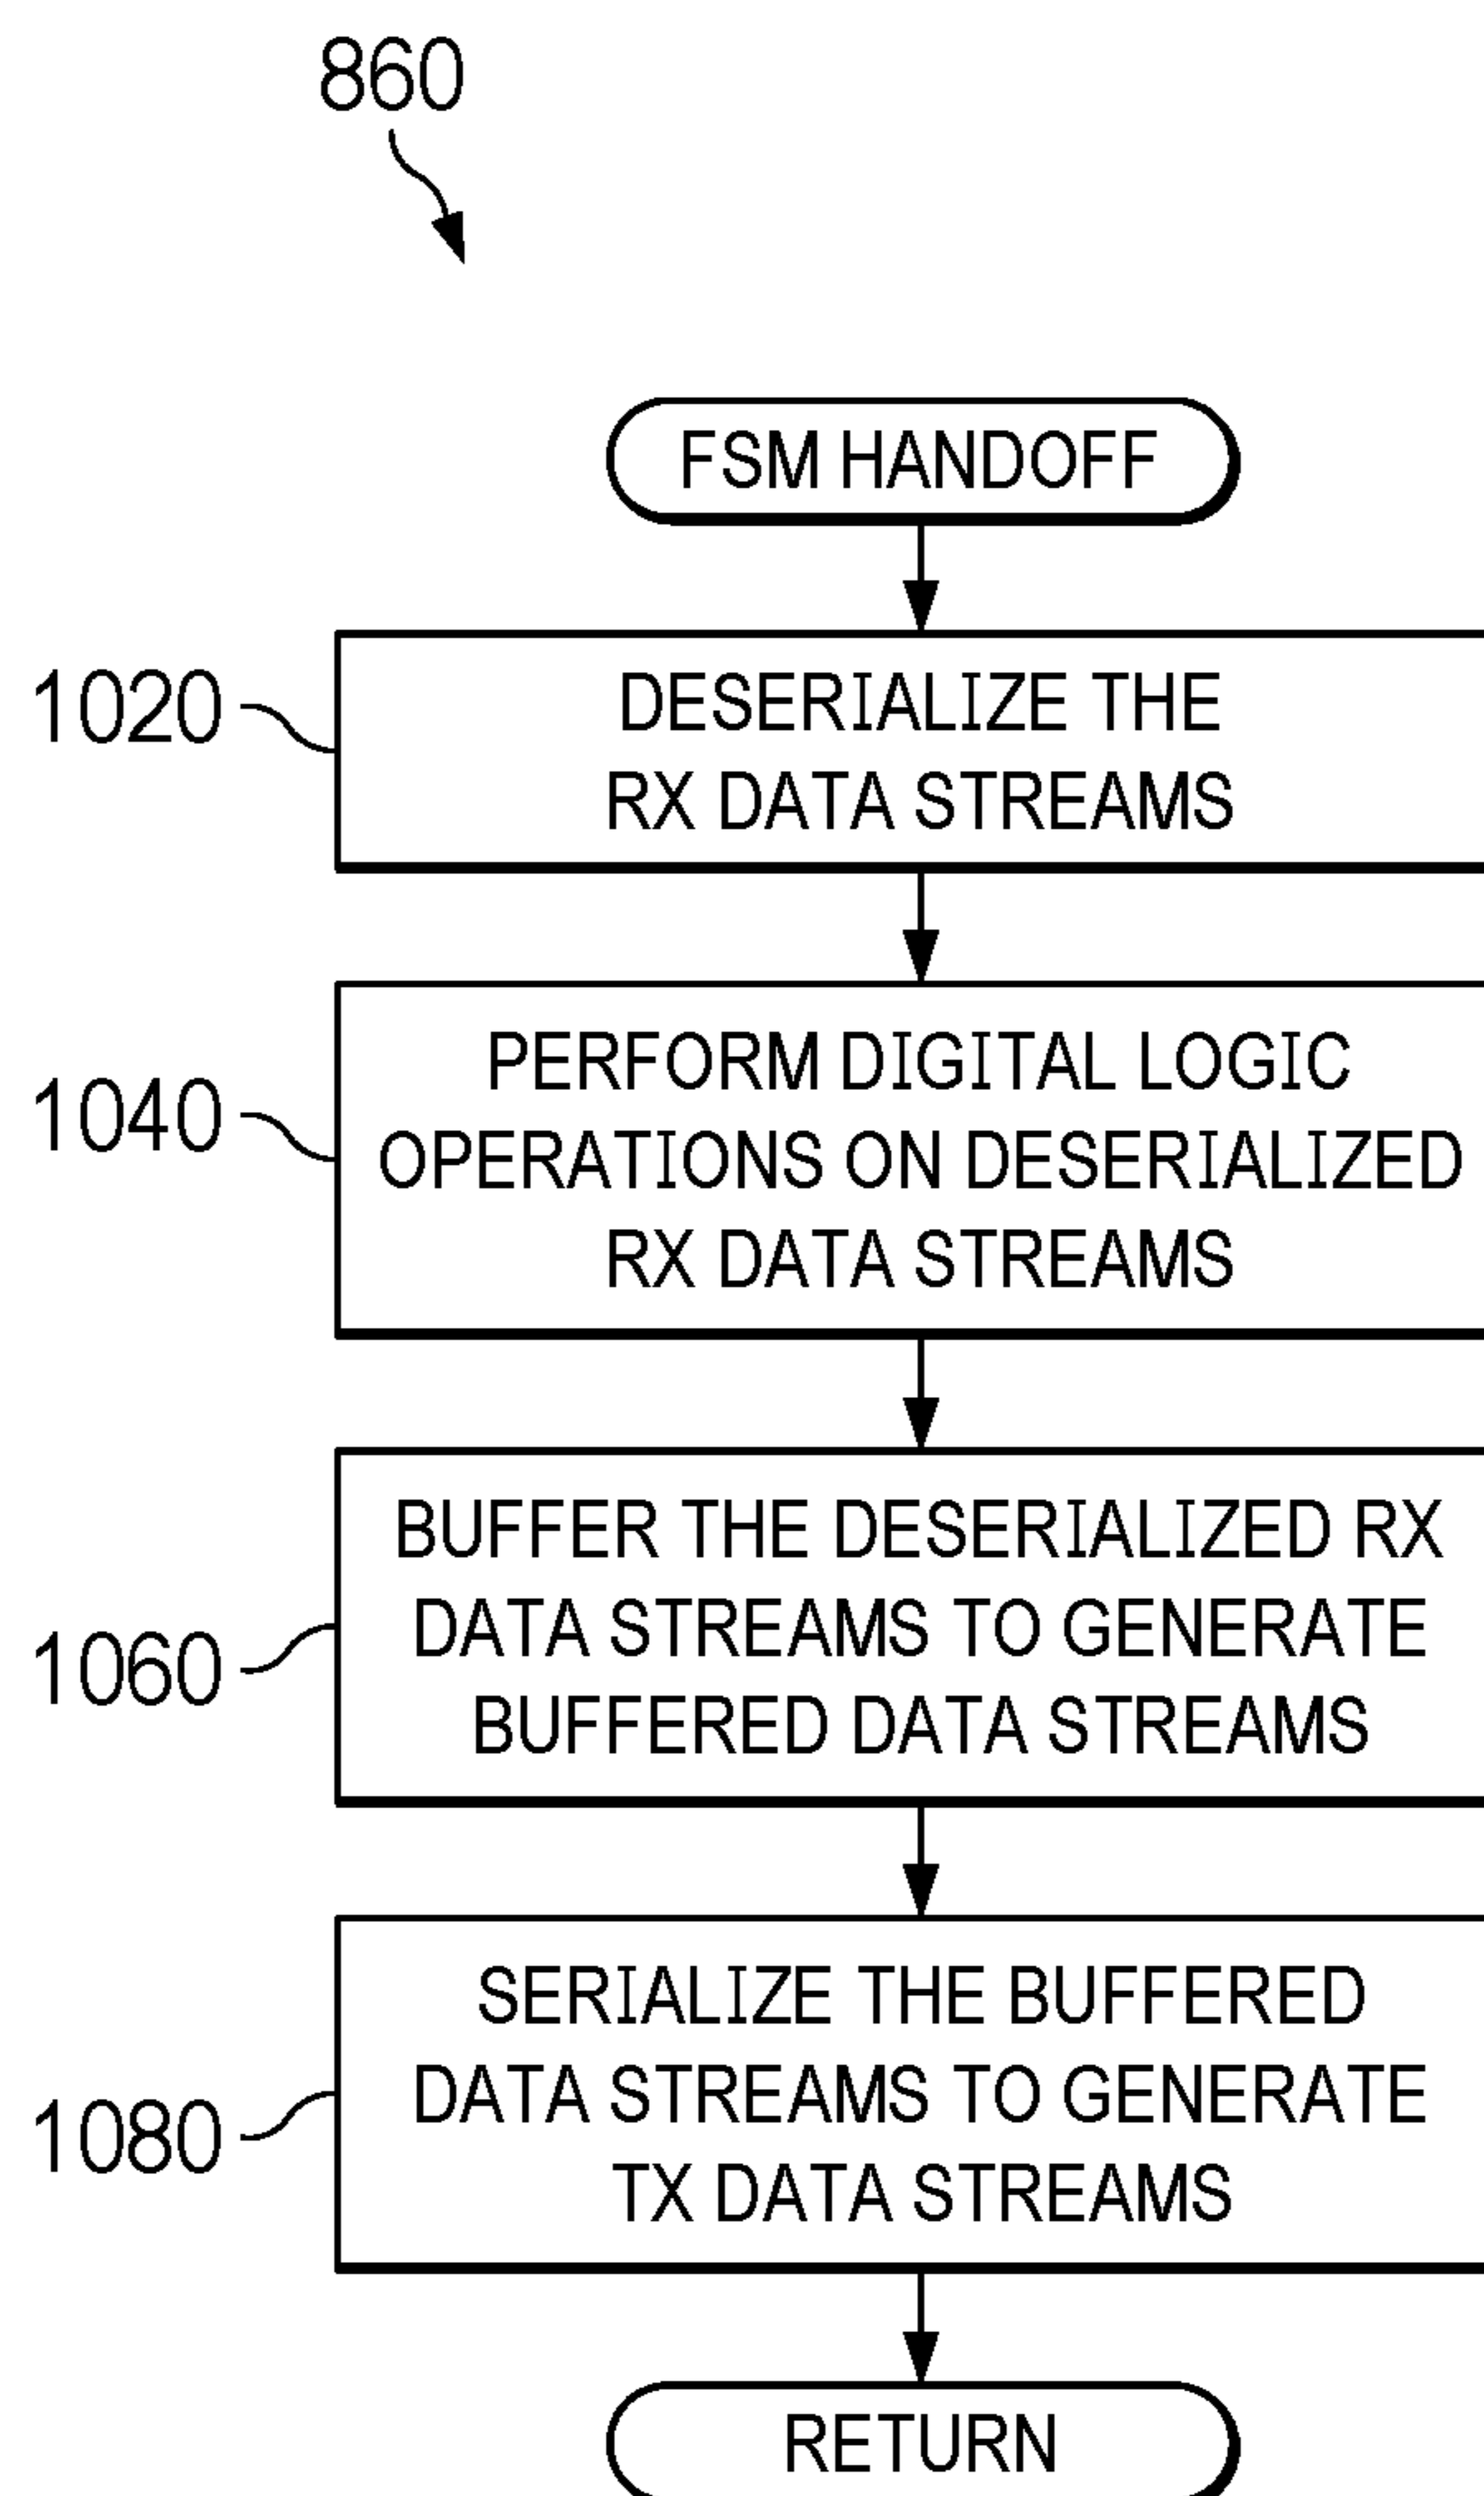 860
FSM HANDOFF
1020
DESERIALIZE THE
RX DATA STREAMS
1040
PERFORM DIGITAL LOGIC
OPERATIONS ON DESERIALIZED
RX DATA STREAMS
1060
BUFFER THE DESERIALIZED RX
DATA STREAMS TO GENERATE
BUFFERED DATA STREAMS
1080
SERIALIZE THE BUFFERED
DATA STREAMS TO GENERATE
TX DATA STREAMS
RETURN